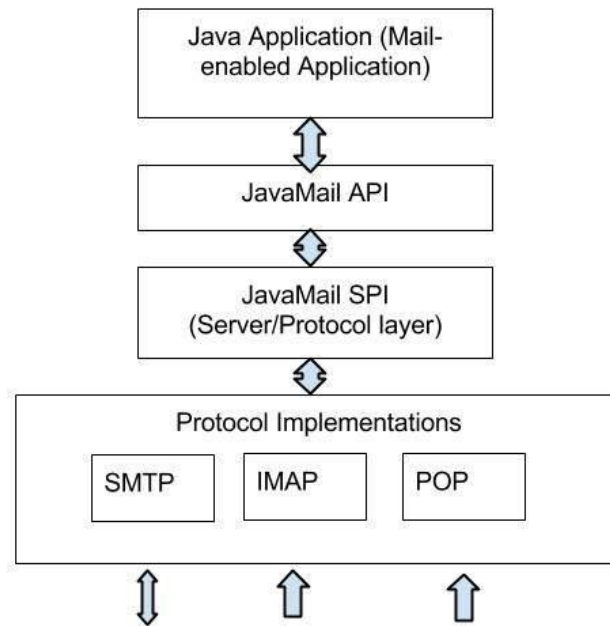 Java Application (Mail-
enabled Application)
JavaMail API
JavaMail SPI
(Server/Protocol layer)
Protocol Implementations
SMTP
IMAP
POP